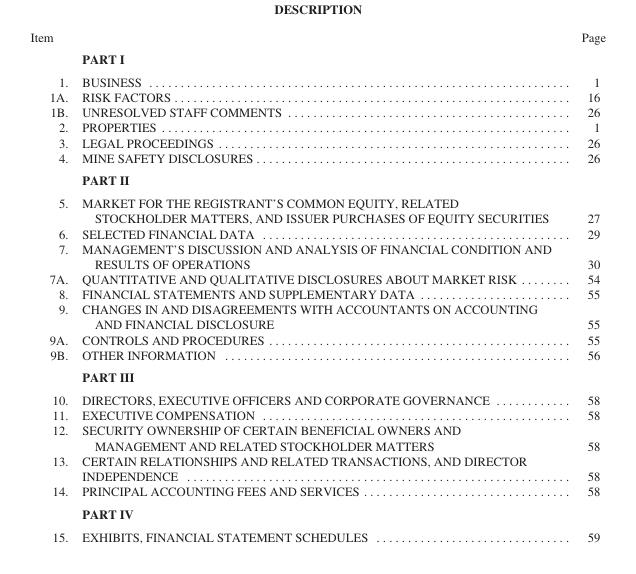 DESCRIPTION
Item Page
PART I
1. BUSINESS 1
1A. RISK FACTORS 16
1B. UNRESOLVED STAFF COMMENTS 26
2. PROPERTIES 1
3. LEGAL PROCEEDINGS 26
4. MINE SAFETY DISCLOSURES 26
PART II
5. MARKET FOR THE REGISTRANT'S COMMON EQUITY, RELATED
STOCKHOLDER MATTERS, AND ISSUER PURCHASES OF EQUITY SECURITIES 27
6. SELECTED FINANCIAL DATA 29
7. MANAGEMENT'S DISCUSSION AND ANALYSIS OF FINANCIAL CONDITION AND
RESULTS OF OPERATIONS 30
7A. QUANTITATIVE AND QUALITATIVE DISCLOSURES ABOUT MARKET RISK 54
8. FINANCIAL STATEMENTS AND SUPPLEMENTARY DATA 55
9. CHANGES IN AND DISAGREEMENTS WITH ACCOUNTANTS ON ACCOUNTING
AND FINANCIAL DISCLOSURE 55
9A. CONTROLS AND PROCEDURES 55
9B. OTHER INFORMATION 56
PART III
10. DIRECTORS, EXECUTIVE OFFICERS AND CORPORATE GOVERNANCE 58
11. EXECUTIVE COMPENSATION 58
12. SECURITY OWNERSHIP OF CERTAIN BENEFICIAL OWNERS AND
MANAGEMENT AND RELATED STOCKHOLDER MATTERS 58
13. CERTAIN RELATIONSHIPS AND RELATED TRANSACTIONS, AND DIRECTOR
INDEPENDENCE 58
14. PRINCIPAL ACCOUNTING FEES AND SERVICES 58
PART IV
15. EXHIBITS, FINANCIAL STATEMENT SCHEDULES 59